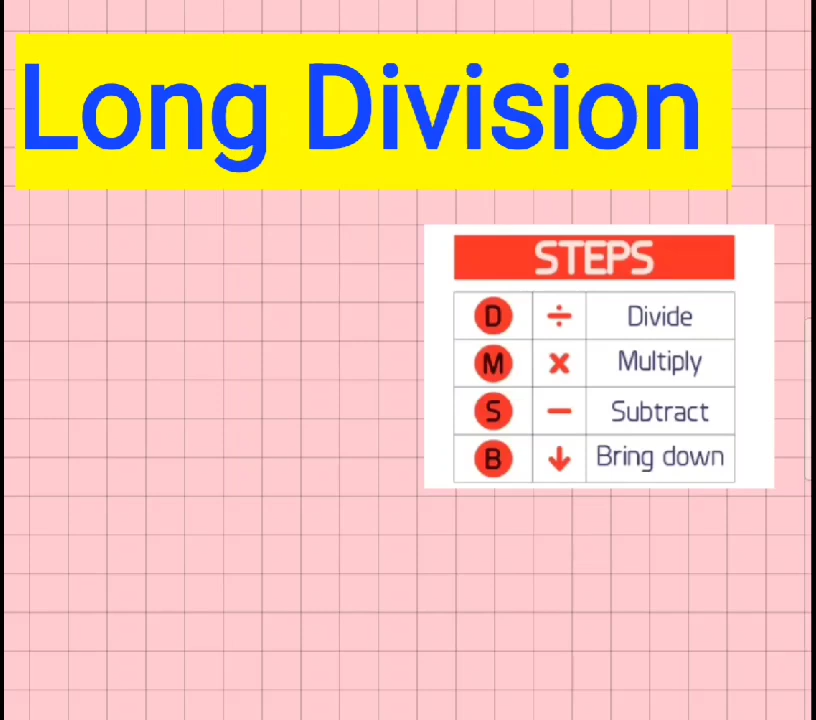 Long Division
STEPS
D ÷ Divide
M × Multiply
S − Subtract
B ↓ Bring down